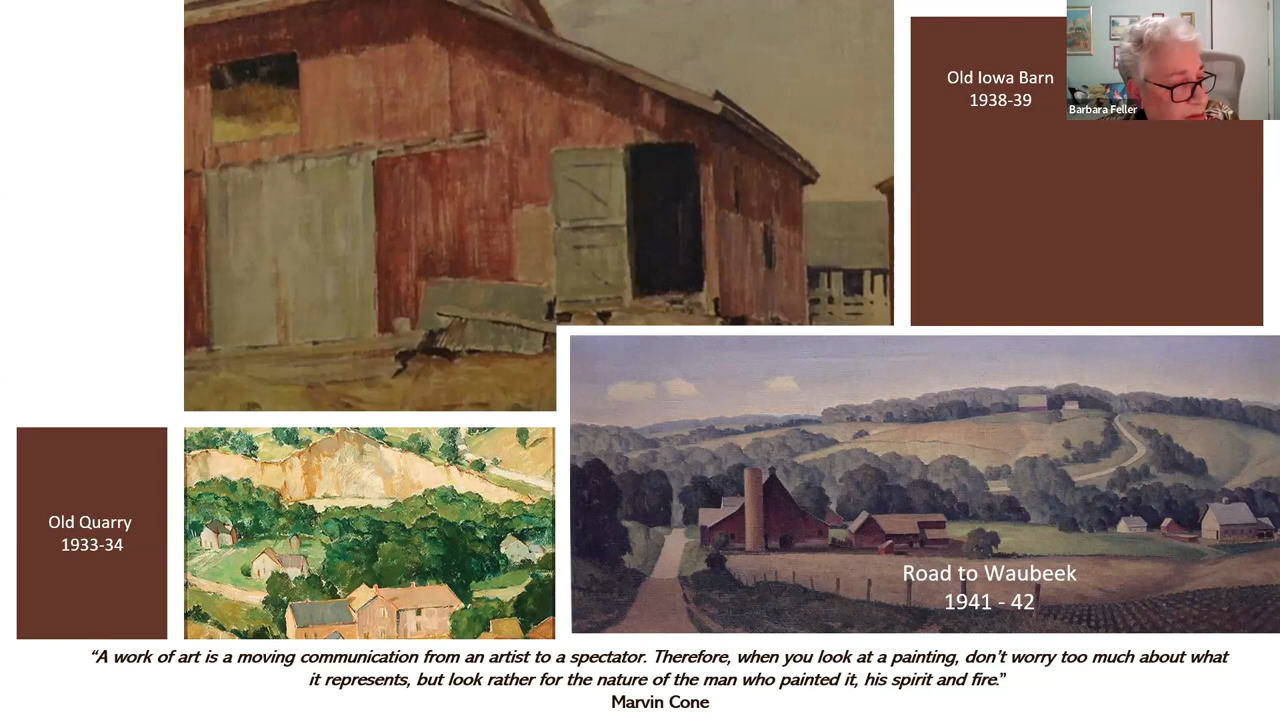 Old Iowa Barn
1938-39
Barbara Feller
Old Quarry
1933-34
Road to Waubeek
1941 - 42
“A work of art is a moving communication from an artist to a spectator. Therefore, when you look at a painting, don’t worry too much about what
it represents, but look rather for the nature of the man who painted it, his spirit and fire.”
Marvin Cone